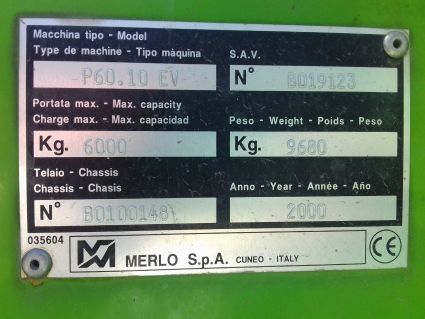 Macchina tipo - Model
Type de machine - Tipo màquina
S.A.V.
P60.10 EV
N° B019123
Portata max. - Max. capacity
Charge max. - Max. capacidad
Peso - Weight - Poids - Peso
Kg. 6000
Kg. 9680
Telaio - Chassis
Chassis - Chasis
Anno - Year - Année - Año
N° B0100148\
2000
035604
MERLO S.p.A. CUNEO - ITALY
CE